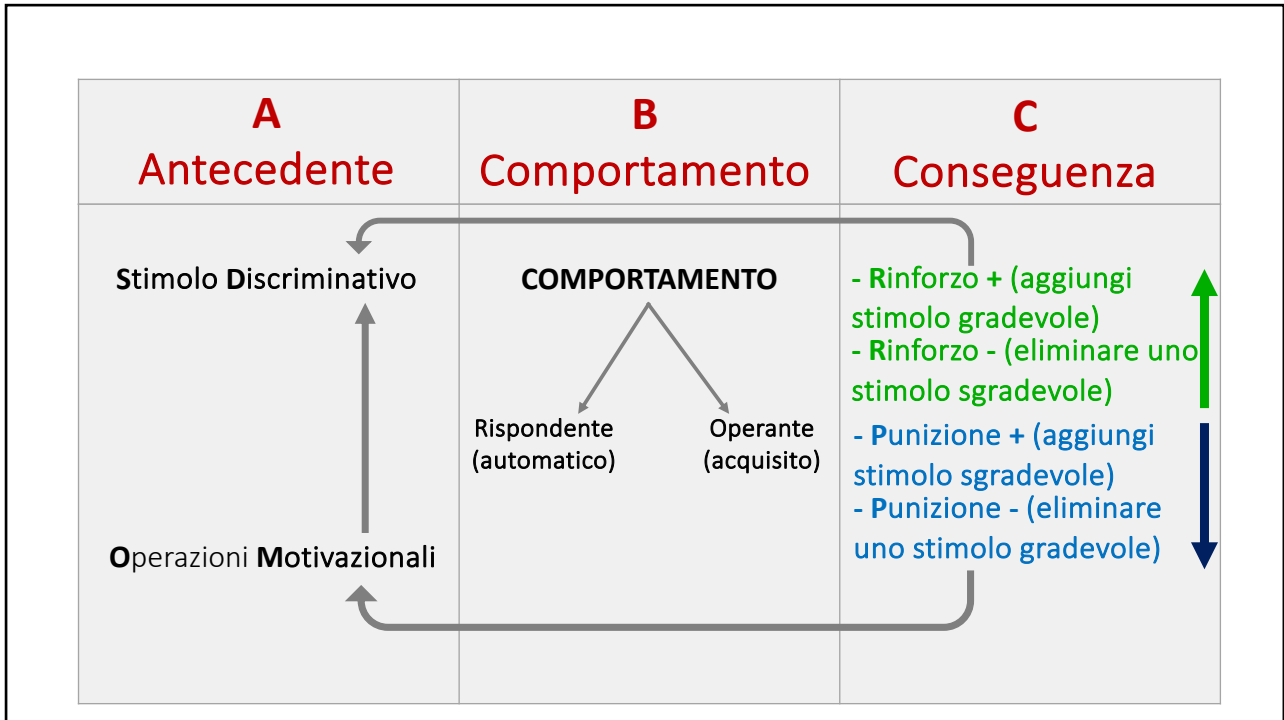 A
Antecedente
B
Comportamento
C
Conseguenza
Stimolo Discriminativo
Operazioni Motivazionali
COMPORTAMENTO
Rispondente
(automatico)
Operante
(acquisito)
- Rinforzo + (aggiungi
stimolo gradevole)
- Rinforzo - (eliminare uno
stimolo sgradevole)
- Punizione + (aggiungi
stimolo sgradevole)
- Punizione - (eliminare
uno stimolo gradevole)